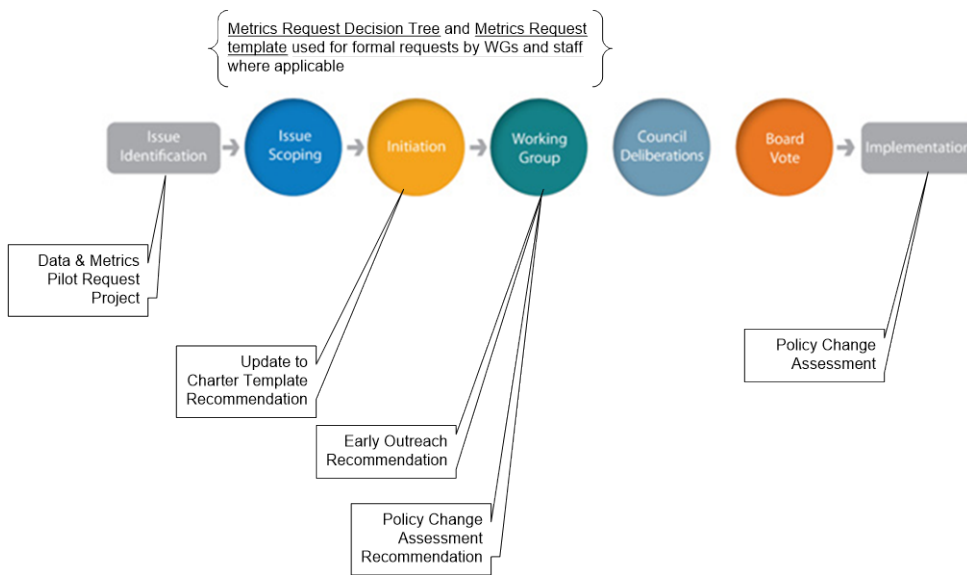 Metrics Request Decision Tree and Metrics Request
template used for formal requests by WGs and staff
where applicable
Issue
Identification
Issue
Scoping
Initiation
Working
Group
Council
Deliberations
Board
Vote
Implementation
Data & Metrics
Pilot Request
Project
Update to
Charter Template
Recommendation
Early Outreach
Recommendation
Policy Change
Assessment
Recommendation
Policy Change
Assessment